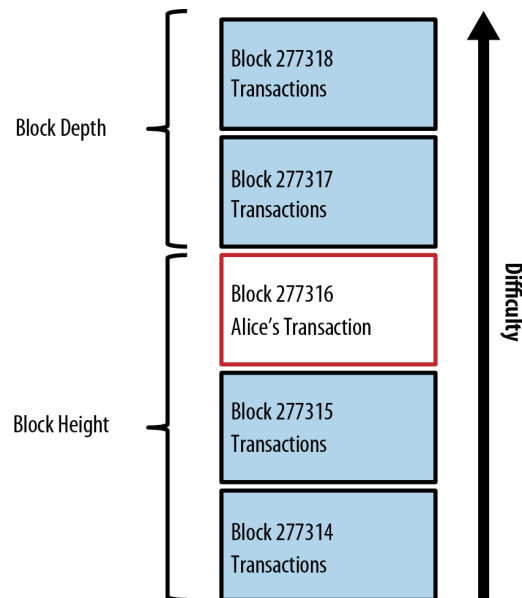 Block 277318
Transactions
Block Depth
Block 277317
Transactions
Block 277316
Alice's Transaction
Difficulty
Block 277315
Transactions
Block Height
Block 277314
Transactions